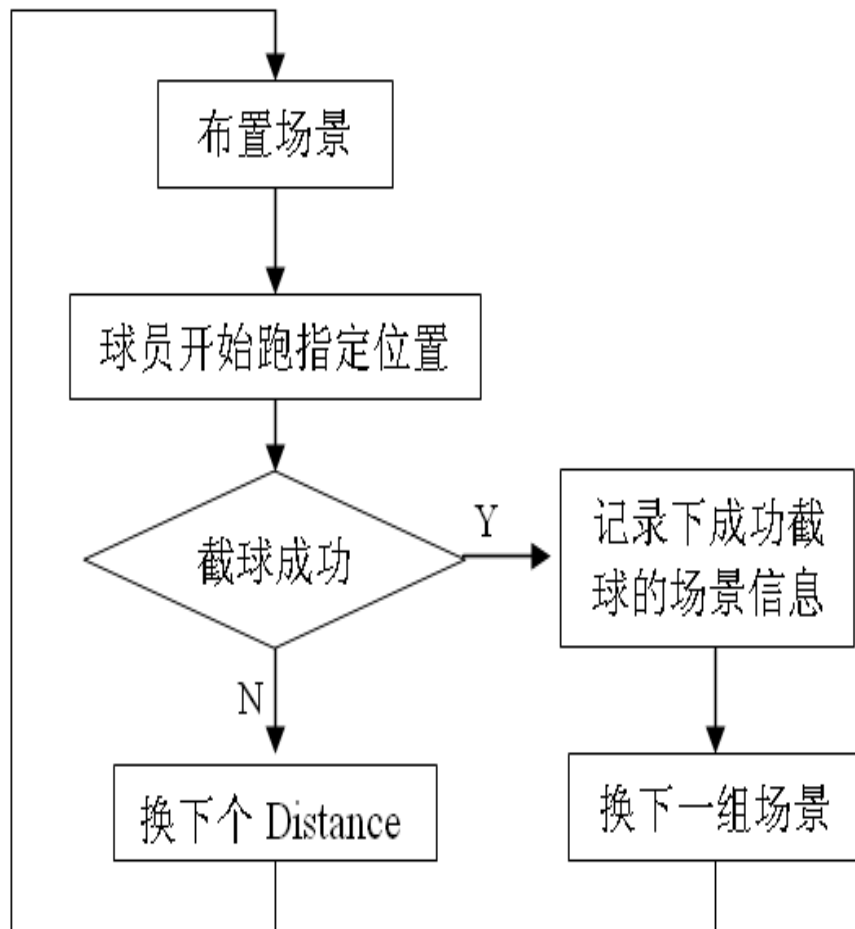 布置场景
球员开始跑指定位置
截球成功
Y
记录下成功截
球的场景信息
N
换下个 Distance
换下一组场景